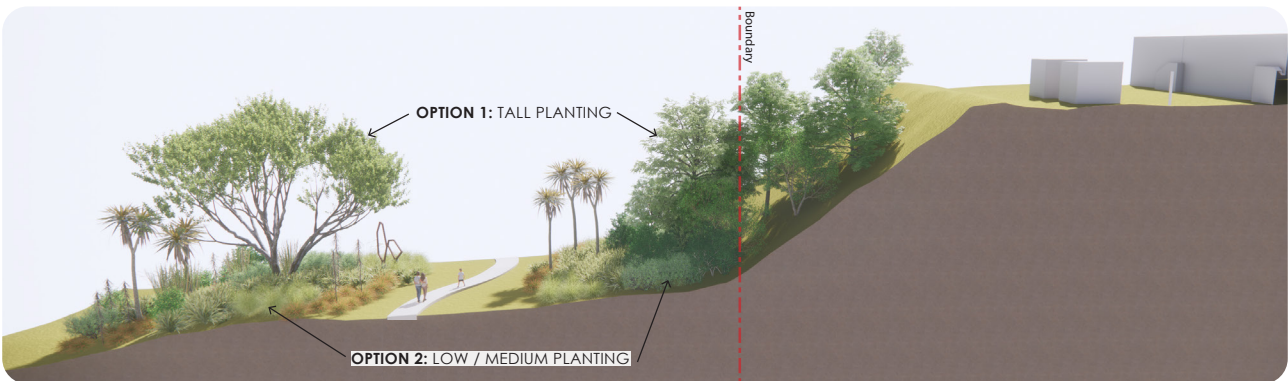 Boundary
OPTION 1: TALL PLANTING
OPTION 2: LOW / MEDIUM PLANTING